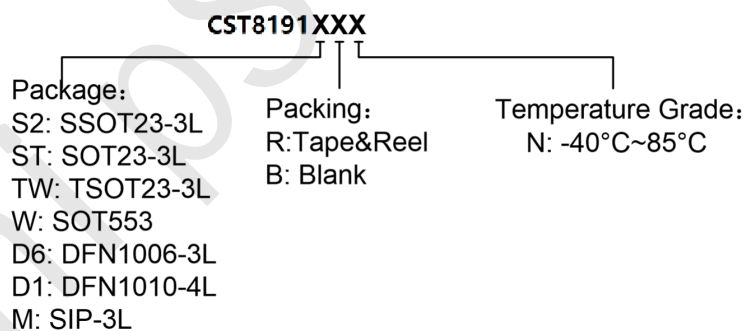 CST8191XXX
Package：
S2: SSOT23-3L
ST: SOT23-3L
TW: TSOT23-3L
W: SOT553
D6: DFN1006-3L
D1: DFN1010-4L
M: SIP-3L
Packing：
R:Tape&Reel
B: Blank
Temperature Grade：
N: -40°C~85°C